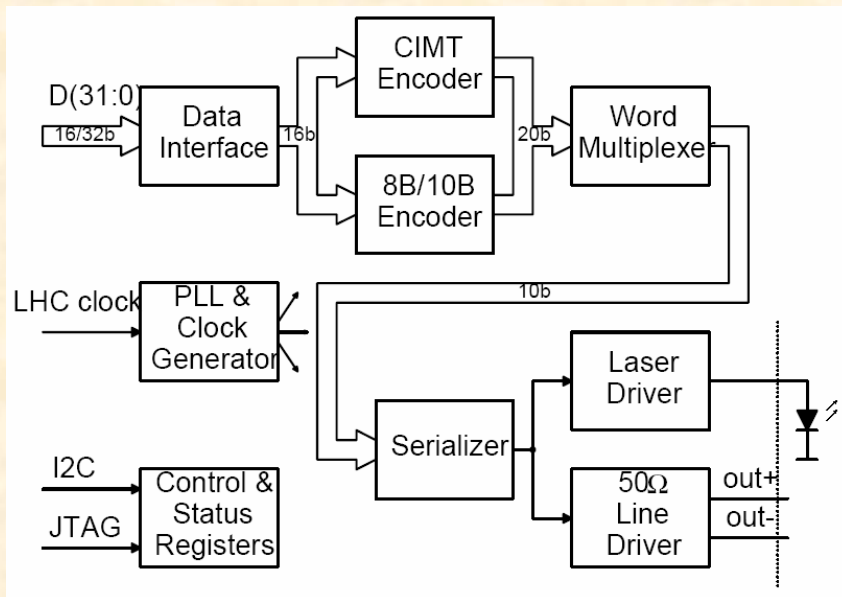 CIMT
Encoder
D(31:0)
16/32b
Data
Interface
16b
20b
Word
Multiplexer
8B/10B
Encoder
10b
LHC clock
PLL &
Clock
Generator
Laser
Driver
Serializer
I2C
JTAG
Control &
Status
Registers
50Ω
Line
Driver
out+
out-